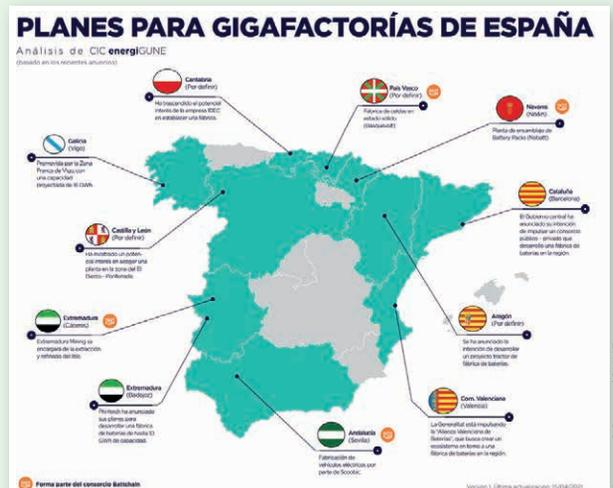 PLANES PARA GIGAFACTORÍAS DE ESPAÑA
Análisis de CIC energiGUNE
(basado en los recientes anuncios)
Cantabria
(Por definir)
Ha trascendido el potencial
interés de la empresa
en establecer una fábrica.
País Vasco
(Por definir)
Fábrica de celdas en
estado sólido
(Basquevolt)
Navarra
Planta de ensamblaje de
Battery Packs (Nobatt)
Galicia
(Vigo)
Promovida por la Zona
Franca de Vigo, con
una capacidad
proyectada de
Cataluña
(Barcelona)
El Gobierno central ha
anunciado su intención
de impulsar un consorcio
público - privado que
desarrolle una fábrica de
baterías en la región.
Castilla y León
(Por definir)
Ha mostrado un poten-
cial interés en acoger una
planta en la zona del El
Bierzo - Ponferrada.
Extremadura
(Cáceres)
Extremadura Mining se
encargará de la extracción
y refinado del litio.
Aragón
(Por definir)
Se ha anunciado la
intención de desarrollar
un proyecto tractor de
fábrica de baterías.
Extremadura
(Badajoz)
Phi4tech ha anunciado
sus planes para
desarrollar una fábrica
de baterías de hasta
GWh de capacidad.
Com. Valenciana
(Valencia)
La Generalitat está impulsando
la "Alianza Valenciana de
Baterías", que busca crear un
ecosistema en torno a una
fábrica de baterías en la región.
Andalucía
(Sevilla)
Fabricación de
vehículos eléctricos por
parte de Scoobic.
Forma parte del consorcio Battchain
Versión 1. Última actualización: 15/04/2021